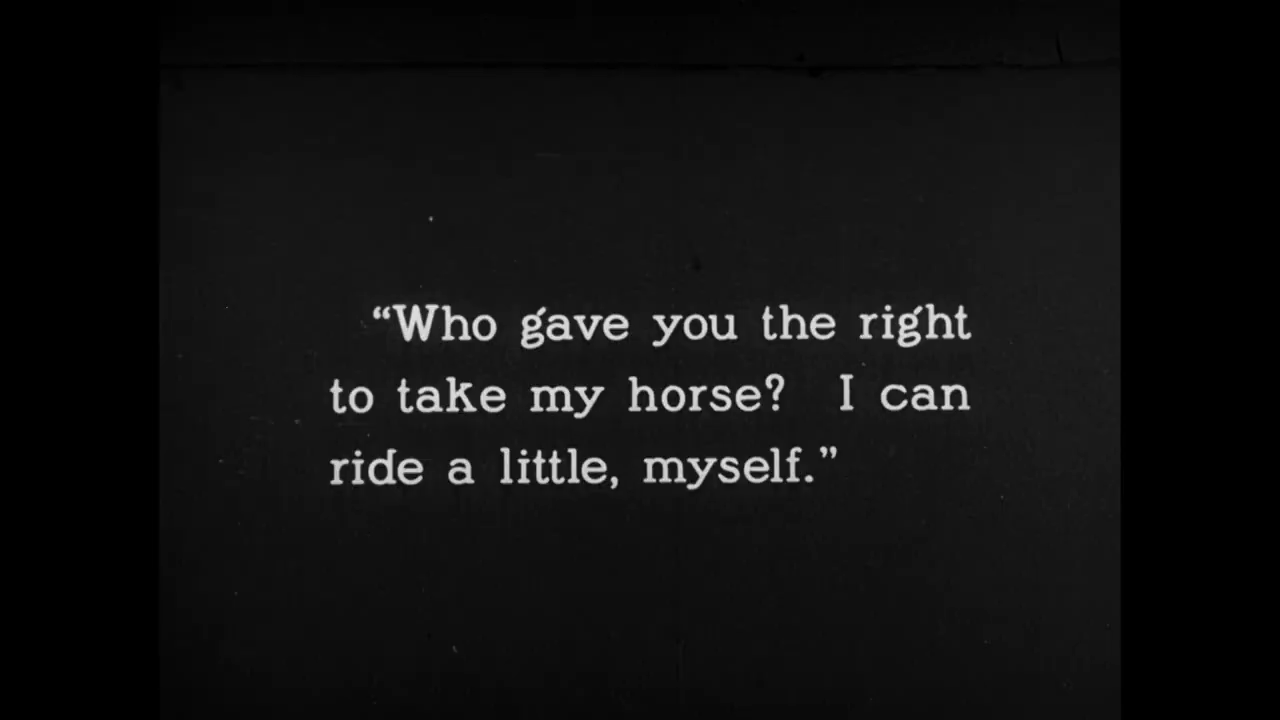 “Who gave you the right
to take my horse? I can
ride a little, myself.”